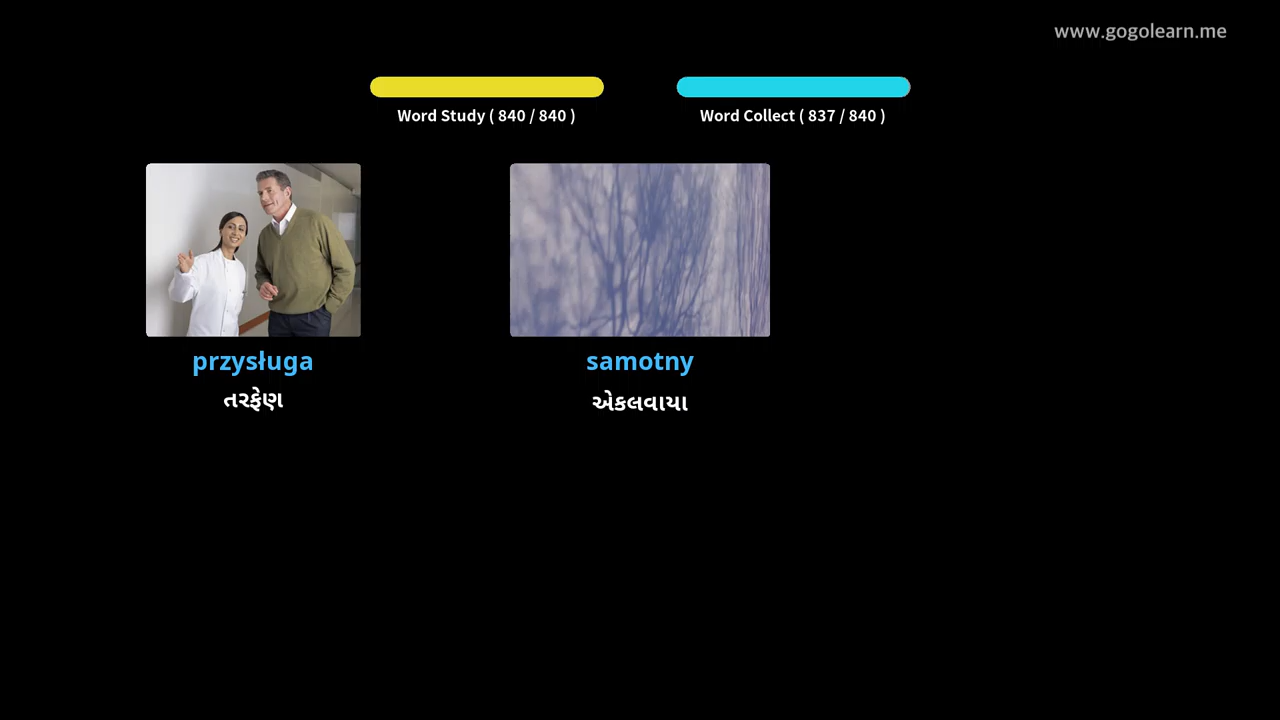 www.gogolearn.me
Word Study ( 840 / 840 )
Word Collect ( 837 / 840 )
przysługa
તરફેણ
samotny
એકલવાયા